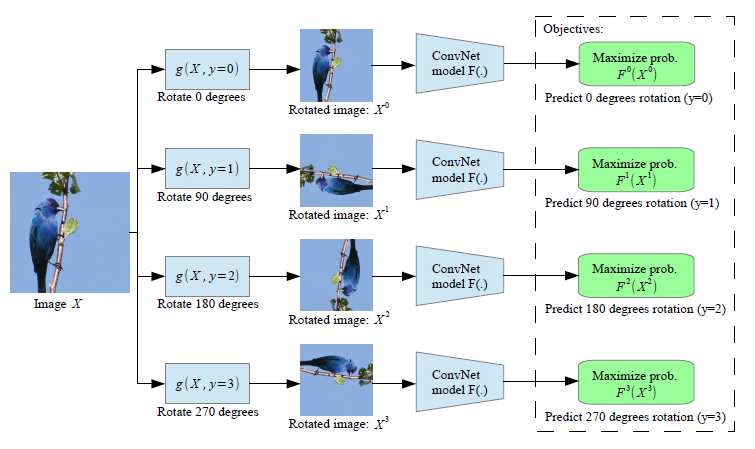 Objectives:
g(X, y=0)
Rotate 0 degrees
Rotated image: X⁰
ConvNet
model F(.)
Maximize prob.
F⁰(X⁰)
Predict 0 degrees rotation (y=0)
g(X, y=1)
Rotate 90 degrees
Rotated image: X¹
ConvNet
model F(.)
Maximize prob.
F¹(X¹)
Predict 90 degrees rotation (y=1)
Image X
g(X, y=2)
Rotate 180 degrees
Rotated image: X²
ConvNet
model F(.)
Maximize prob.
F²(X²)
Predict 180 degrees rotation (y=2)
g(X, y=3)
Rotate 270 degrees
Rotated image: X³
ConvNet
model F(.)
Maximize prob.
F³(X³)
Predict 270 degrees rotation (y=3)